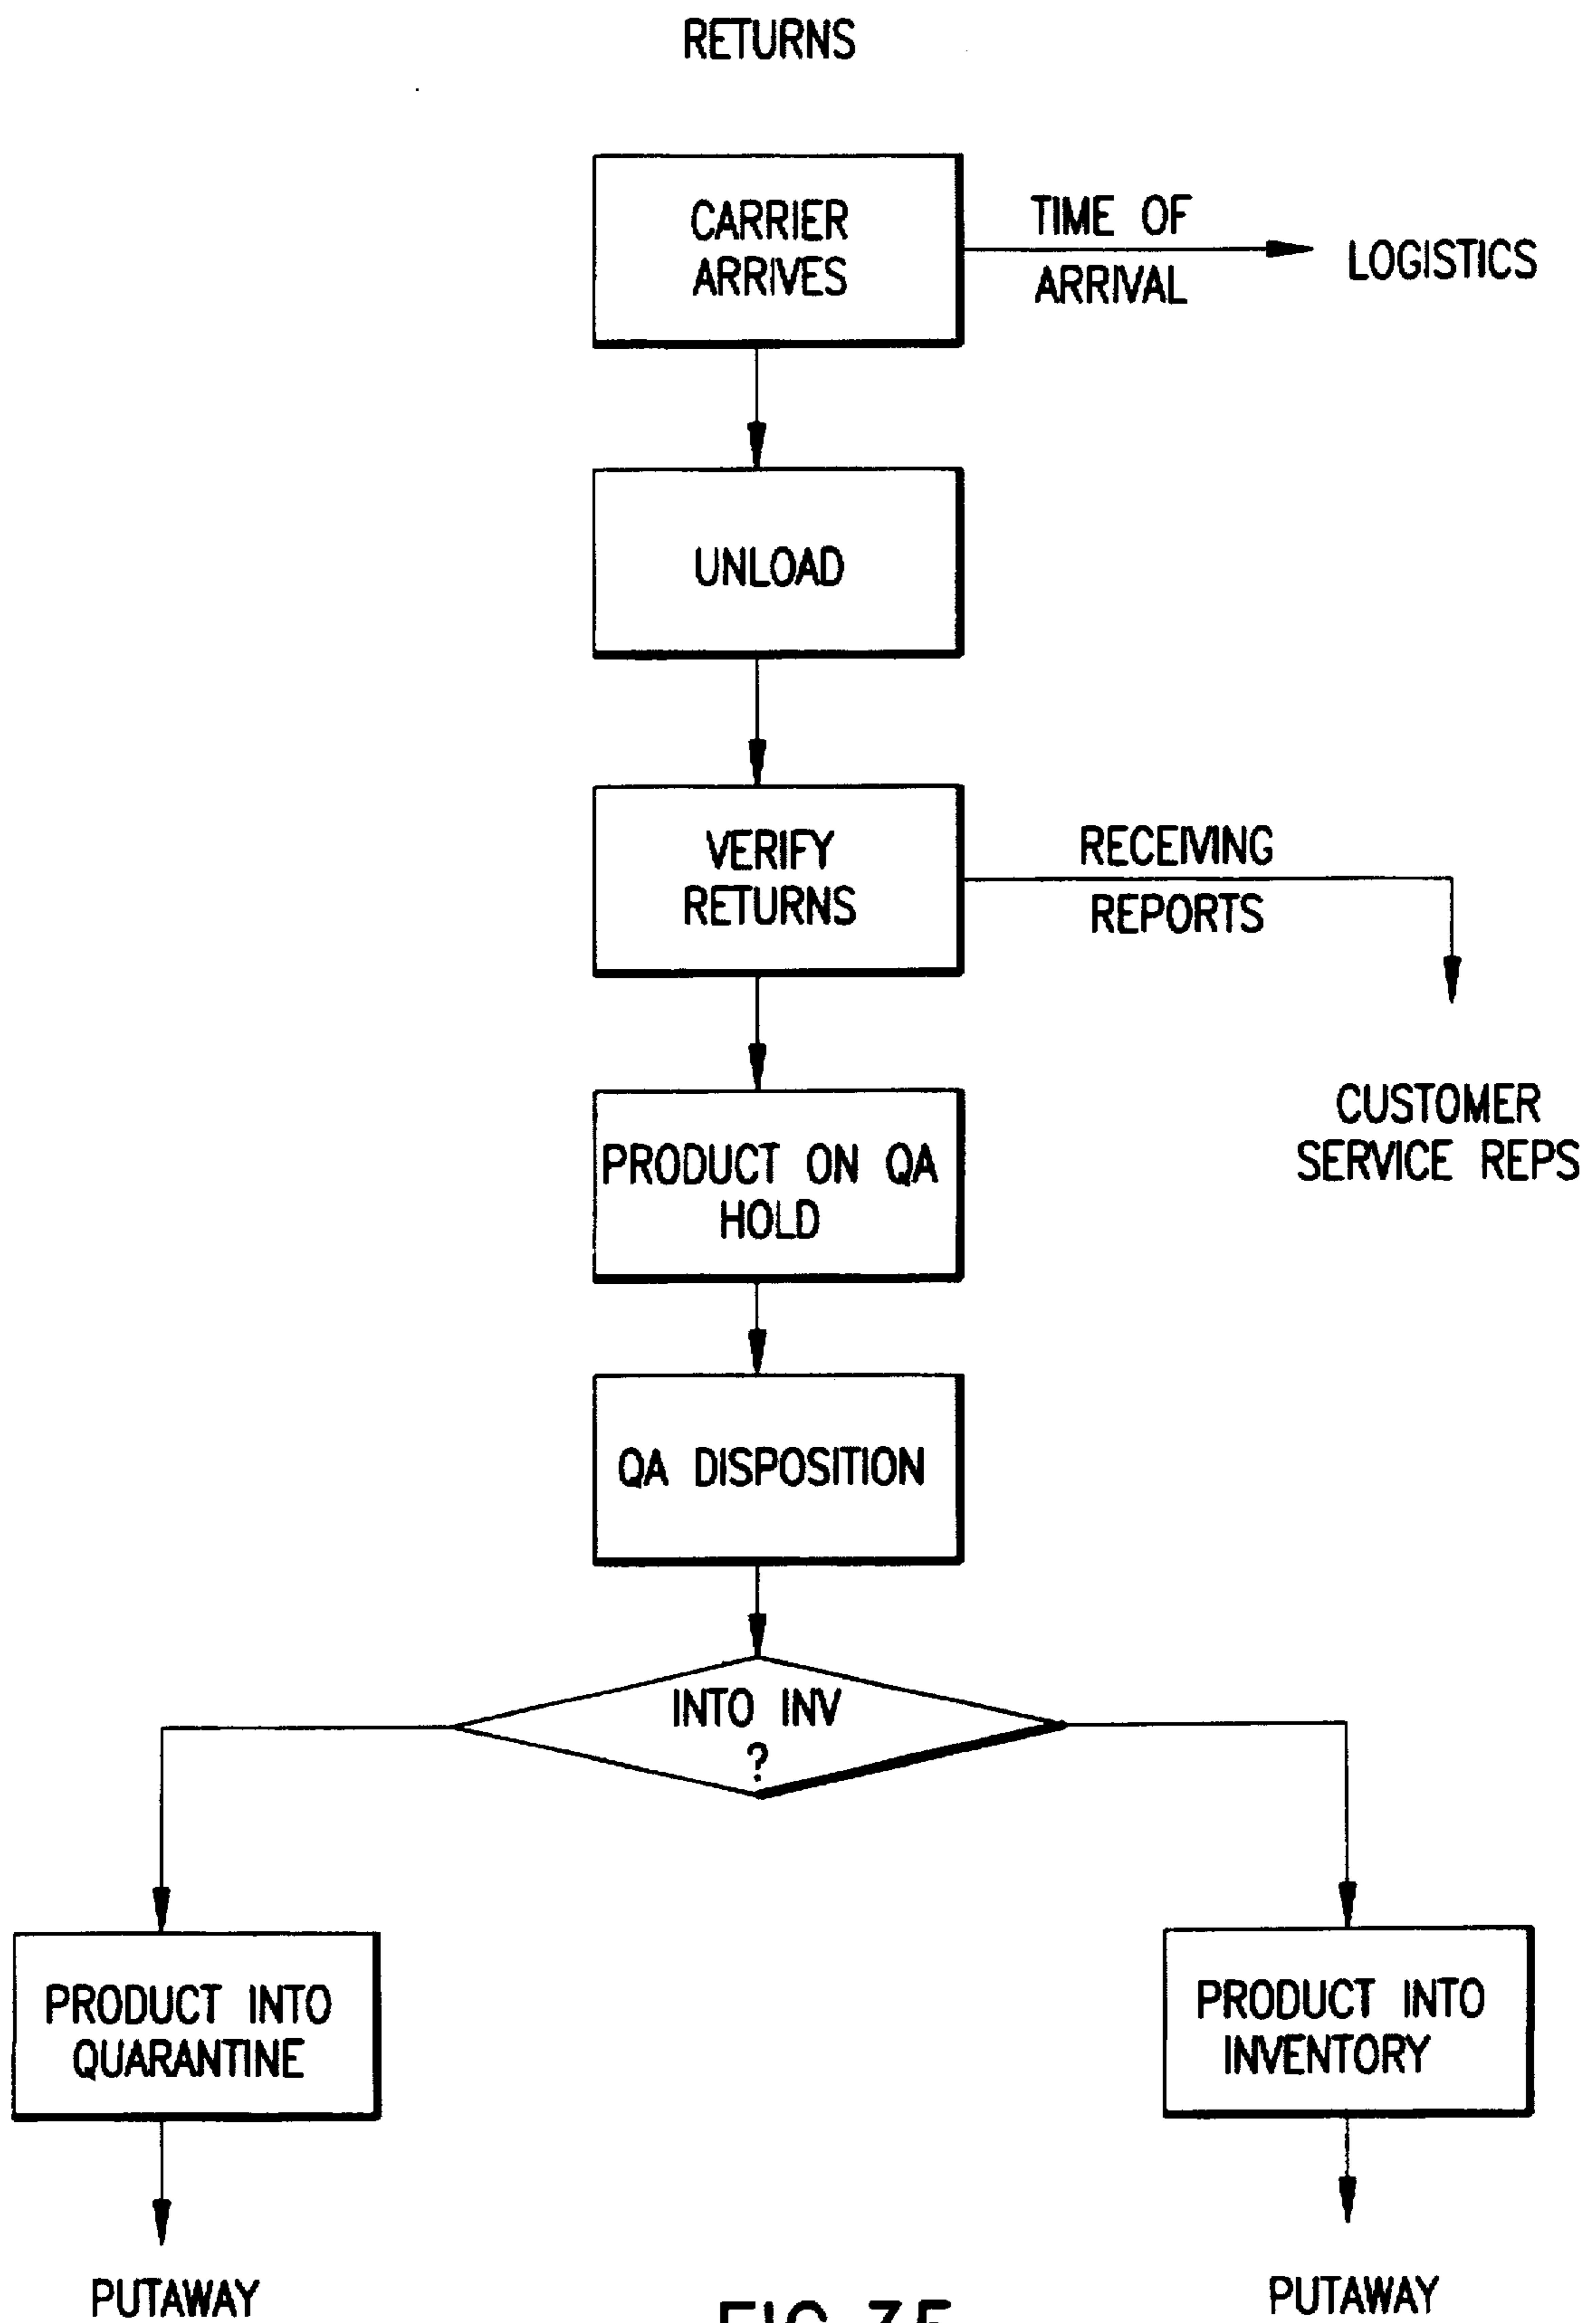 RETURNS
CARRIER
ARRIVES
TIME OF
ARRIVAL
LOGISTICS
UNLOAD
VERIFY
RETURNS
RECEIVING
REPORTS
CUSTOMER
SERVICE REPS
PRODUCT ON QA
HOLD
QA DISPOSITION
INTO INV
?
PRODUCT INTO
QUARANTINE
PRODUCT INTO
INVENTORY
PUTAWAY
PUTAWAY